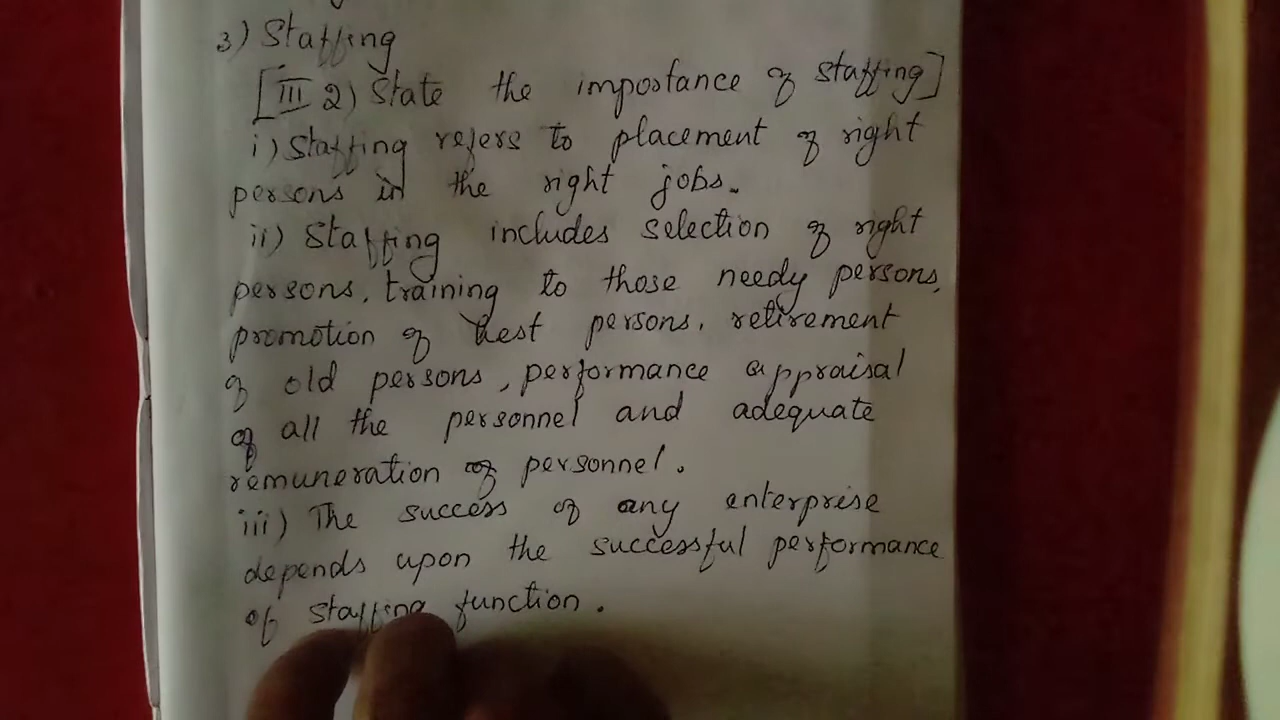 3) Staffing
[III 2) State the importance of staffing]
i) Staffing refers to placement of right
persons in the right jobs.
ii) Staffing includes selection of right
persons, training to those needy persons,
promotion of best persons, retirement
of old persons, performance appraisal
of all the personnel and adequate
remuneration of personnel.
iii) The success of any enterprise
depends upon the successful performance
of staffing function.